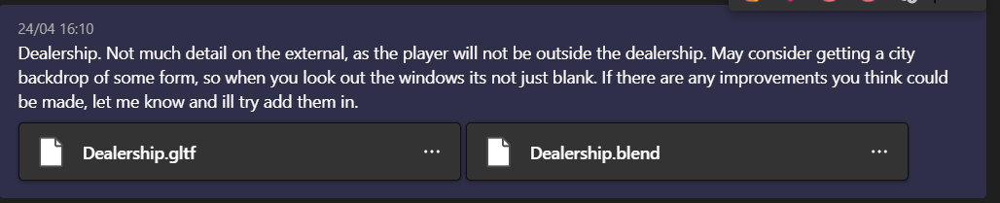 24/04 16:10
Dealership. Not much detail on the external, as the player will not be outside the dealership. May consider getting a city
backdrop of some form, so when you look out the windows its not just blank. If there are any improvements you think could
be made, let me know and ill try add them in.
Dealership.gltf
Dealership.blend